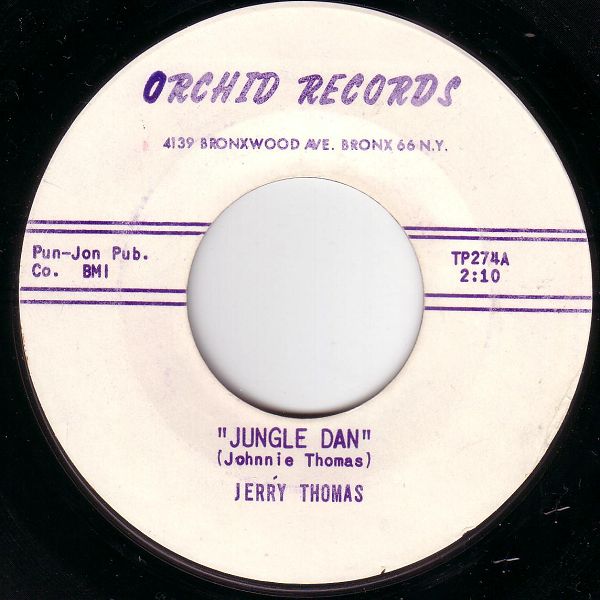 ORCHID RECORDS
4139 BRONXWOOD AVE. BRONX 66 N.Y.
Pun-Jon Pub.
Co. BMI
TP274A
2:10
"JUNGLE DAN"
(Johnnie Thomas)
JERRY THOMAS